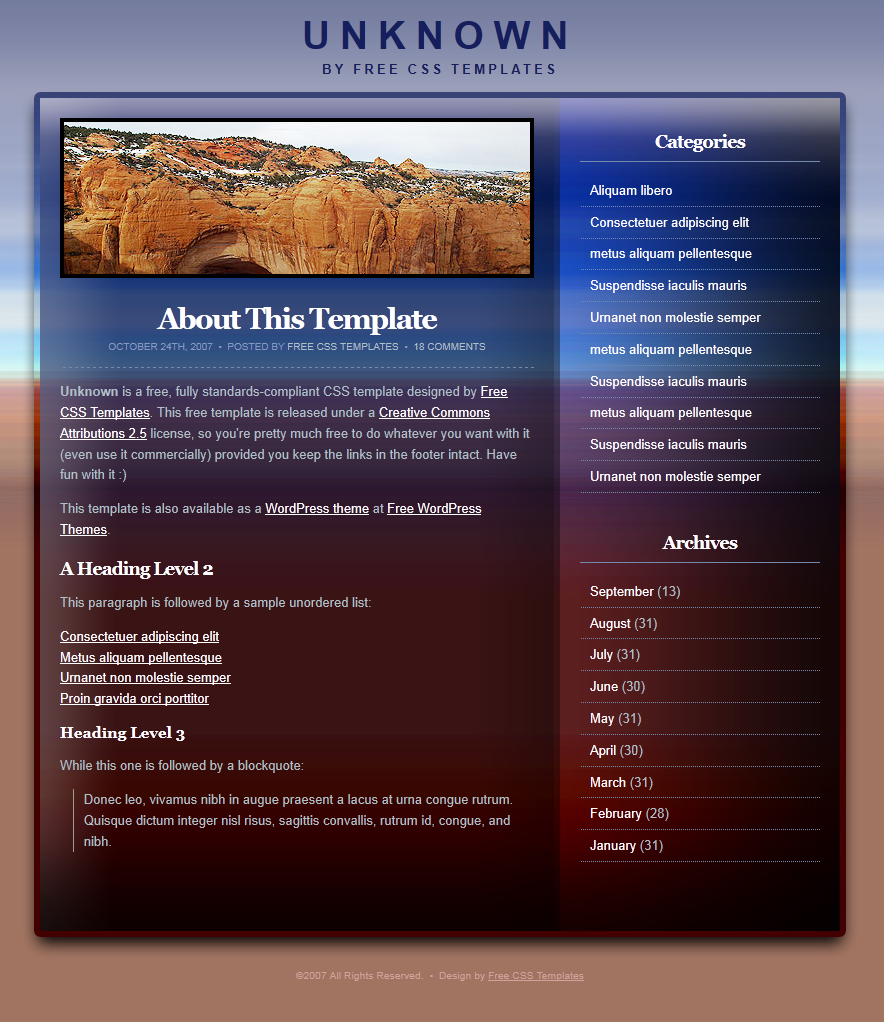 UNKNOWN
BY FREE CSS TEMPLATES
About This Template
OCTOBER 24TH, 2007 • POSTED BY FREE CSS TEMPLATES • 18 COMMENTS
Unknown is a free, fully standards-compliant CSS template designed by Free
CSS Templates. This free template is released under a Creative Commons
Attributions 2.5 license, so you're pretty much free to do whatever you want with it
(even use it commercially) provided you keep the links in the footer intact. Have
fun with it :)
This template is also available as a WordPress theme at Free WordPress
Themes.
A Heading Level 2
This paragraph is followed by a sample unordered list:
Consectetuer adipiscing elit
Metus aliquam pellentesque
Urnanet non molestie semper
Proin gravida orci porttitor
Heading Level 3
While this one is followed by a blockquote:
Donec leo, vivamus nibh in augue praesent a lacus at urna congue rutrum.
Quisque dictum integer nisl risus, sagittis convallis, rutrum id, congue, and
nibh.
Categories
Aliquam libero
Consectetuer adipiscing elit
metus aliquam pellentesque
Suspendisse iaculis mauris
Urnanet non molestie semper
metus aliquam pellentesque
Suspendisse iaculis mauris
metus aliquam pellentesque
Suspendisse iaculis mauris
Urnanet non molestie semper
Archives
September (13)
August (31)
July (31)
June (30)
May (31)
April (30)
March (31)
February (28)
January (31)
©2007 All Rights Reserved. • Design by Free CSS Templates